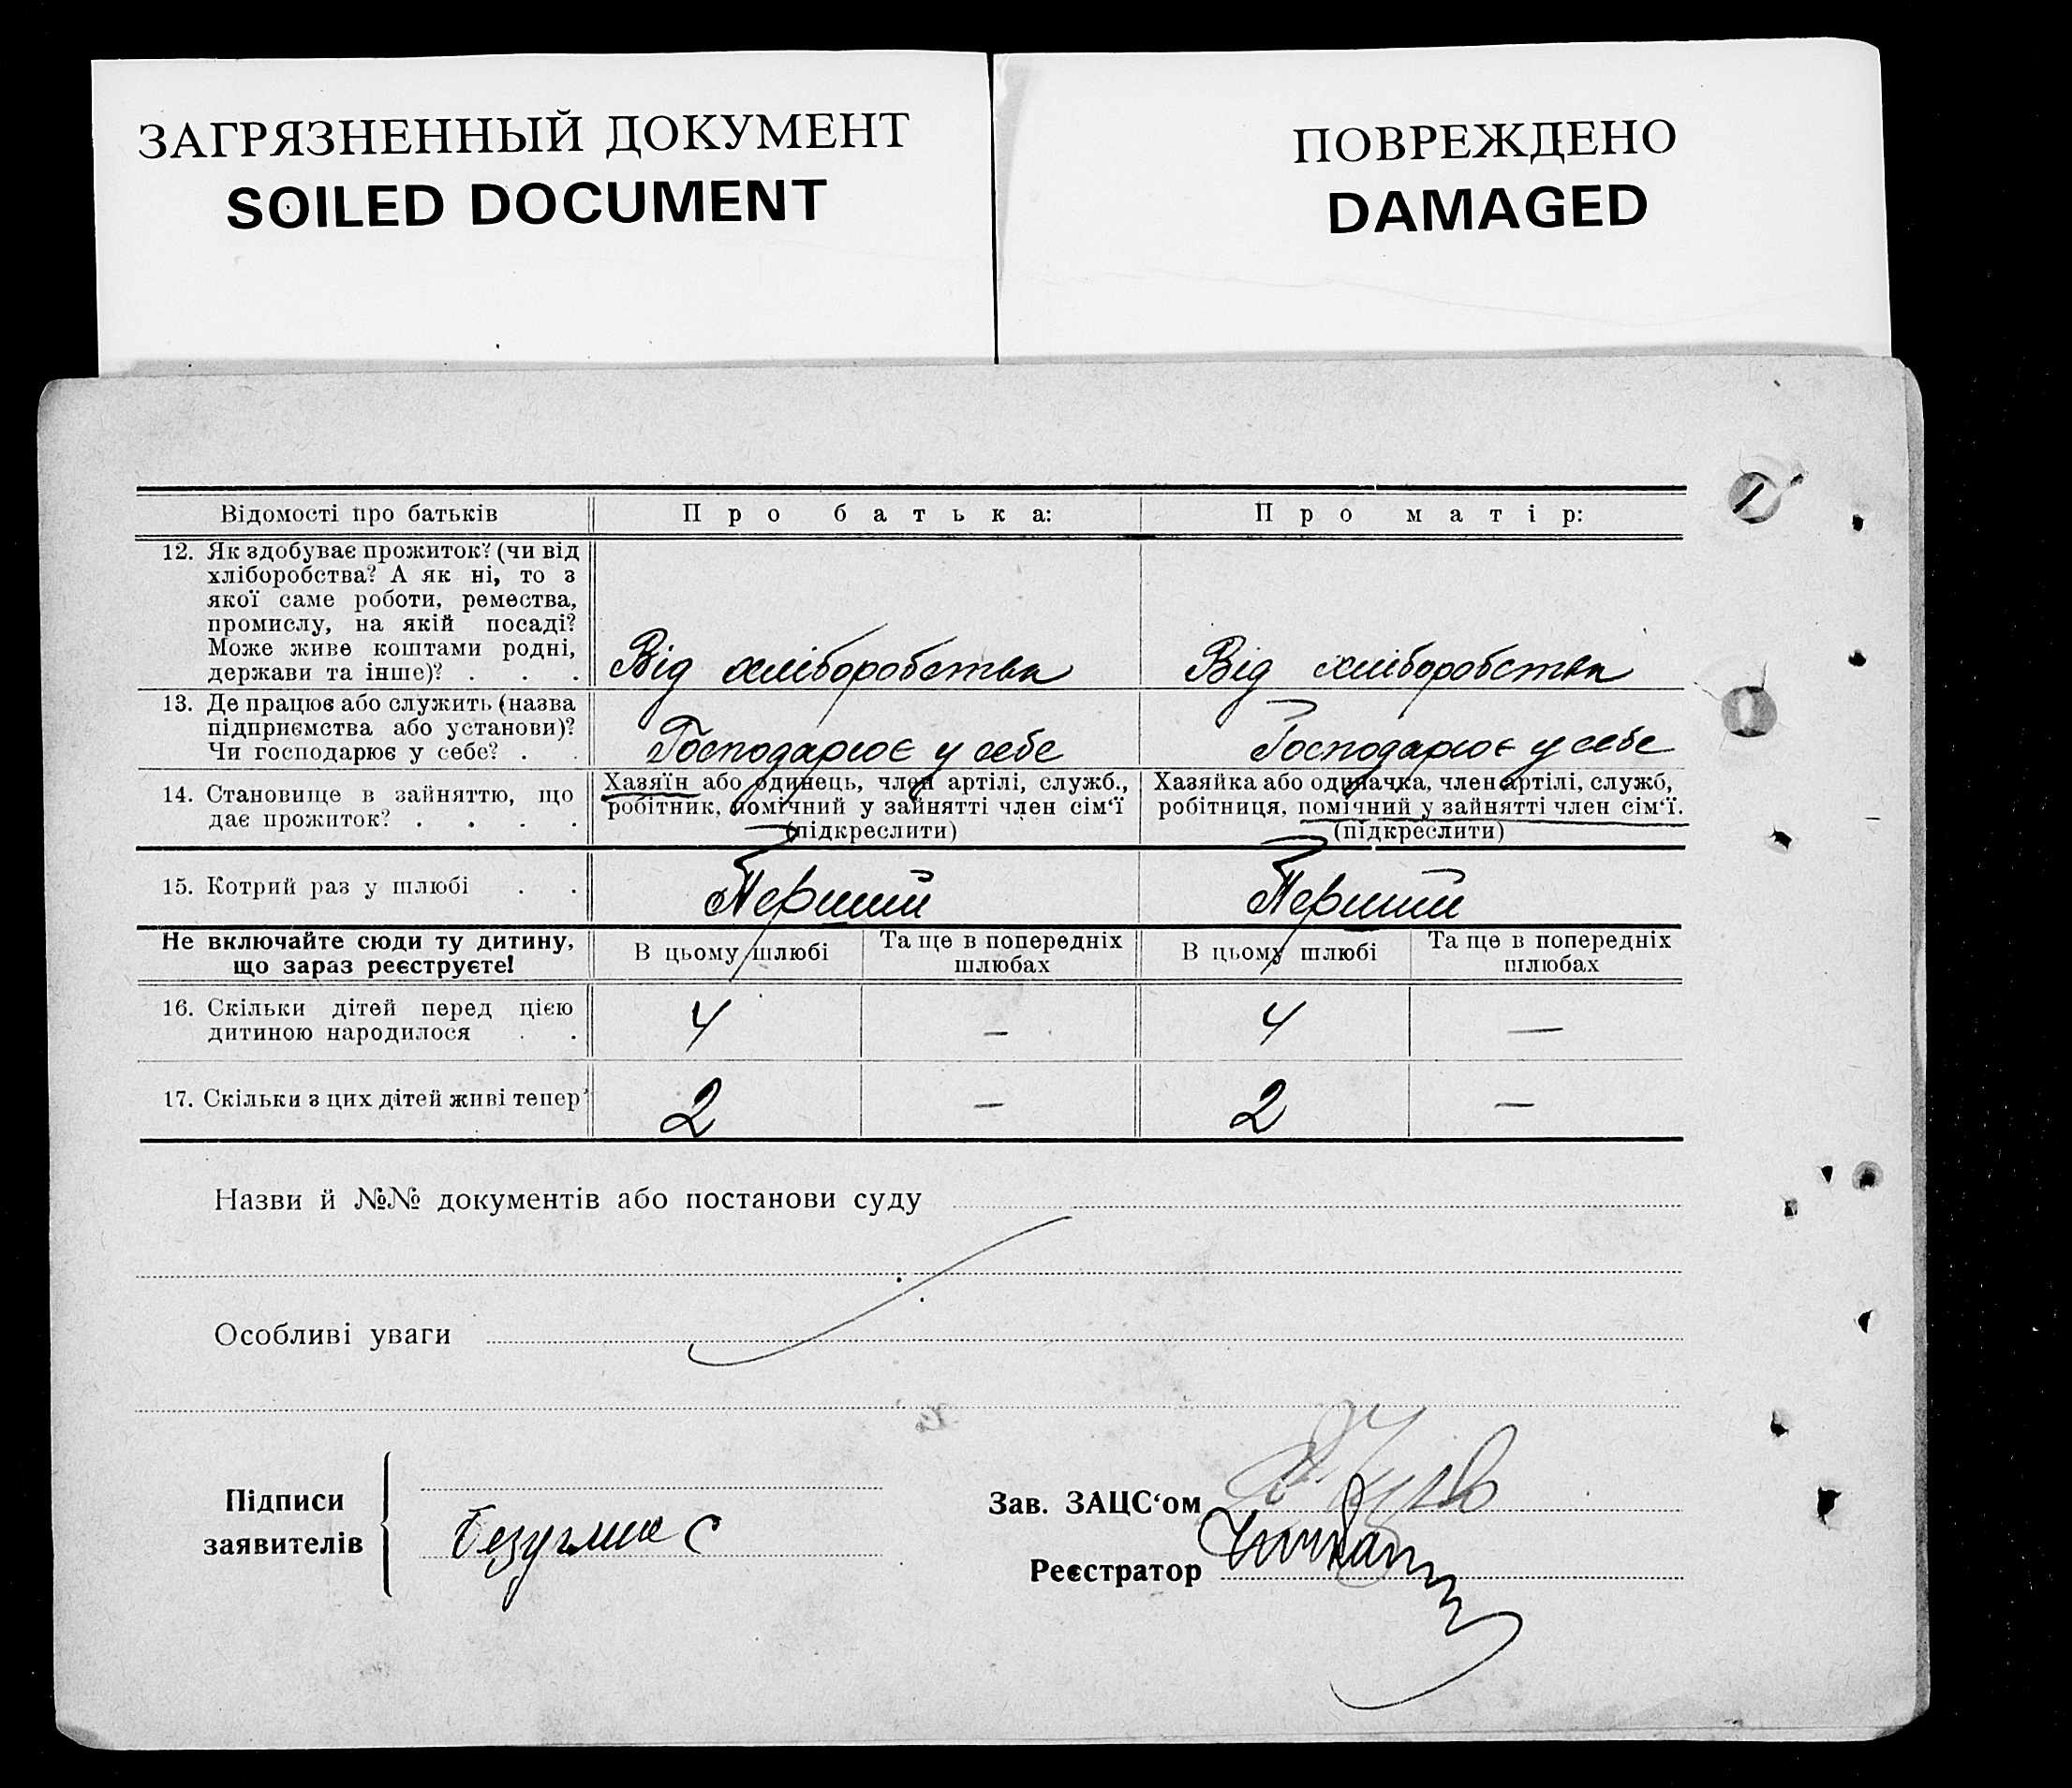 ЗАГРЯЗНЕННЫЙ ДОКУМЕНТ
SOILED DOCUMENT
ПОВРЕЖДЕНО
DAMAGED
Відомості про батьків
Про батька:
Про матір:
12. Як здобуває прожиток? (чи від
хліборобства? А як ні, то з
якої саме роботи, ремества,
промислу, на якій посаді?
Може живе коштами родні,
держави та інше)? . . .
Від хліборобства
Від хліборобства
13. Де працює або служить (назва
підприємства або установи)?
Чи господарює у себе? . .
Господарює у себе
Господарює у себе
14. Становище в зайняттю, що
дає прожиток? . . . .
Хазяїн або одинець, член артілі, служб.,
робітник, помічний у зайнятті член сім'ї
(підкреслити)
Хазяйка або одиначка, член артілі, служб,
робітниця, помічний у зайнятті член сім'ї.
(підкреслити)
15. Котрий раз у шлюбі . .
Перший
Перший
Не включайте сюди ту дитину,
що зараз реєструєте!
В цьому шлюбі
Та ще в попередніх
шлюбах
В цьому шлюбі
Та ще в попередніх
шлюбах
16. Скільки дітей перед цією
дитиною народилося . .
4
—
4
—
17. Скільки з цих дітей живі тепер
2
—
2
—
Назви й №№ документів або постанови суду
Особливі уваги
Підписи
заявителів
Зав. ЗАЦС'ом
Реєстратор